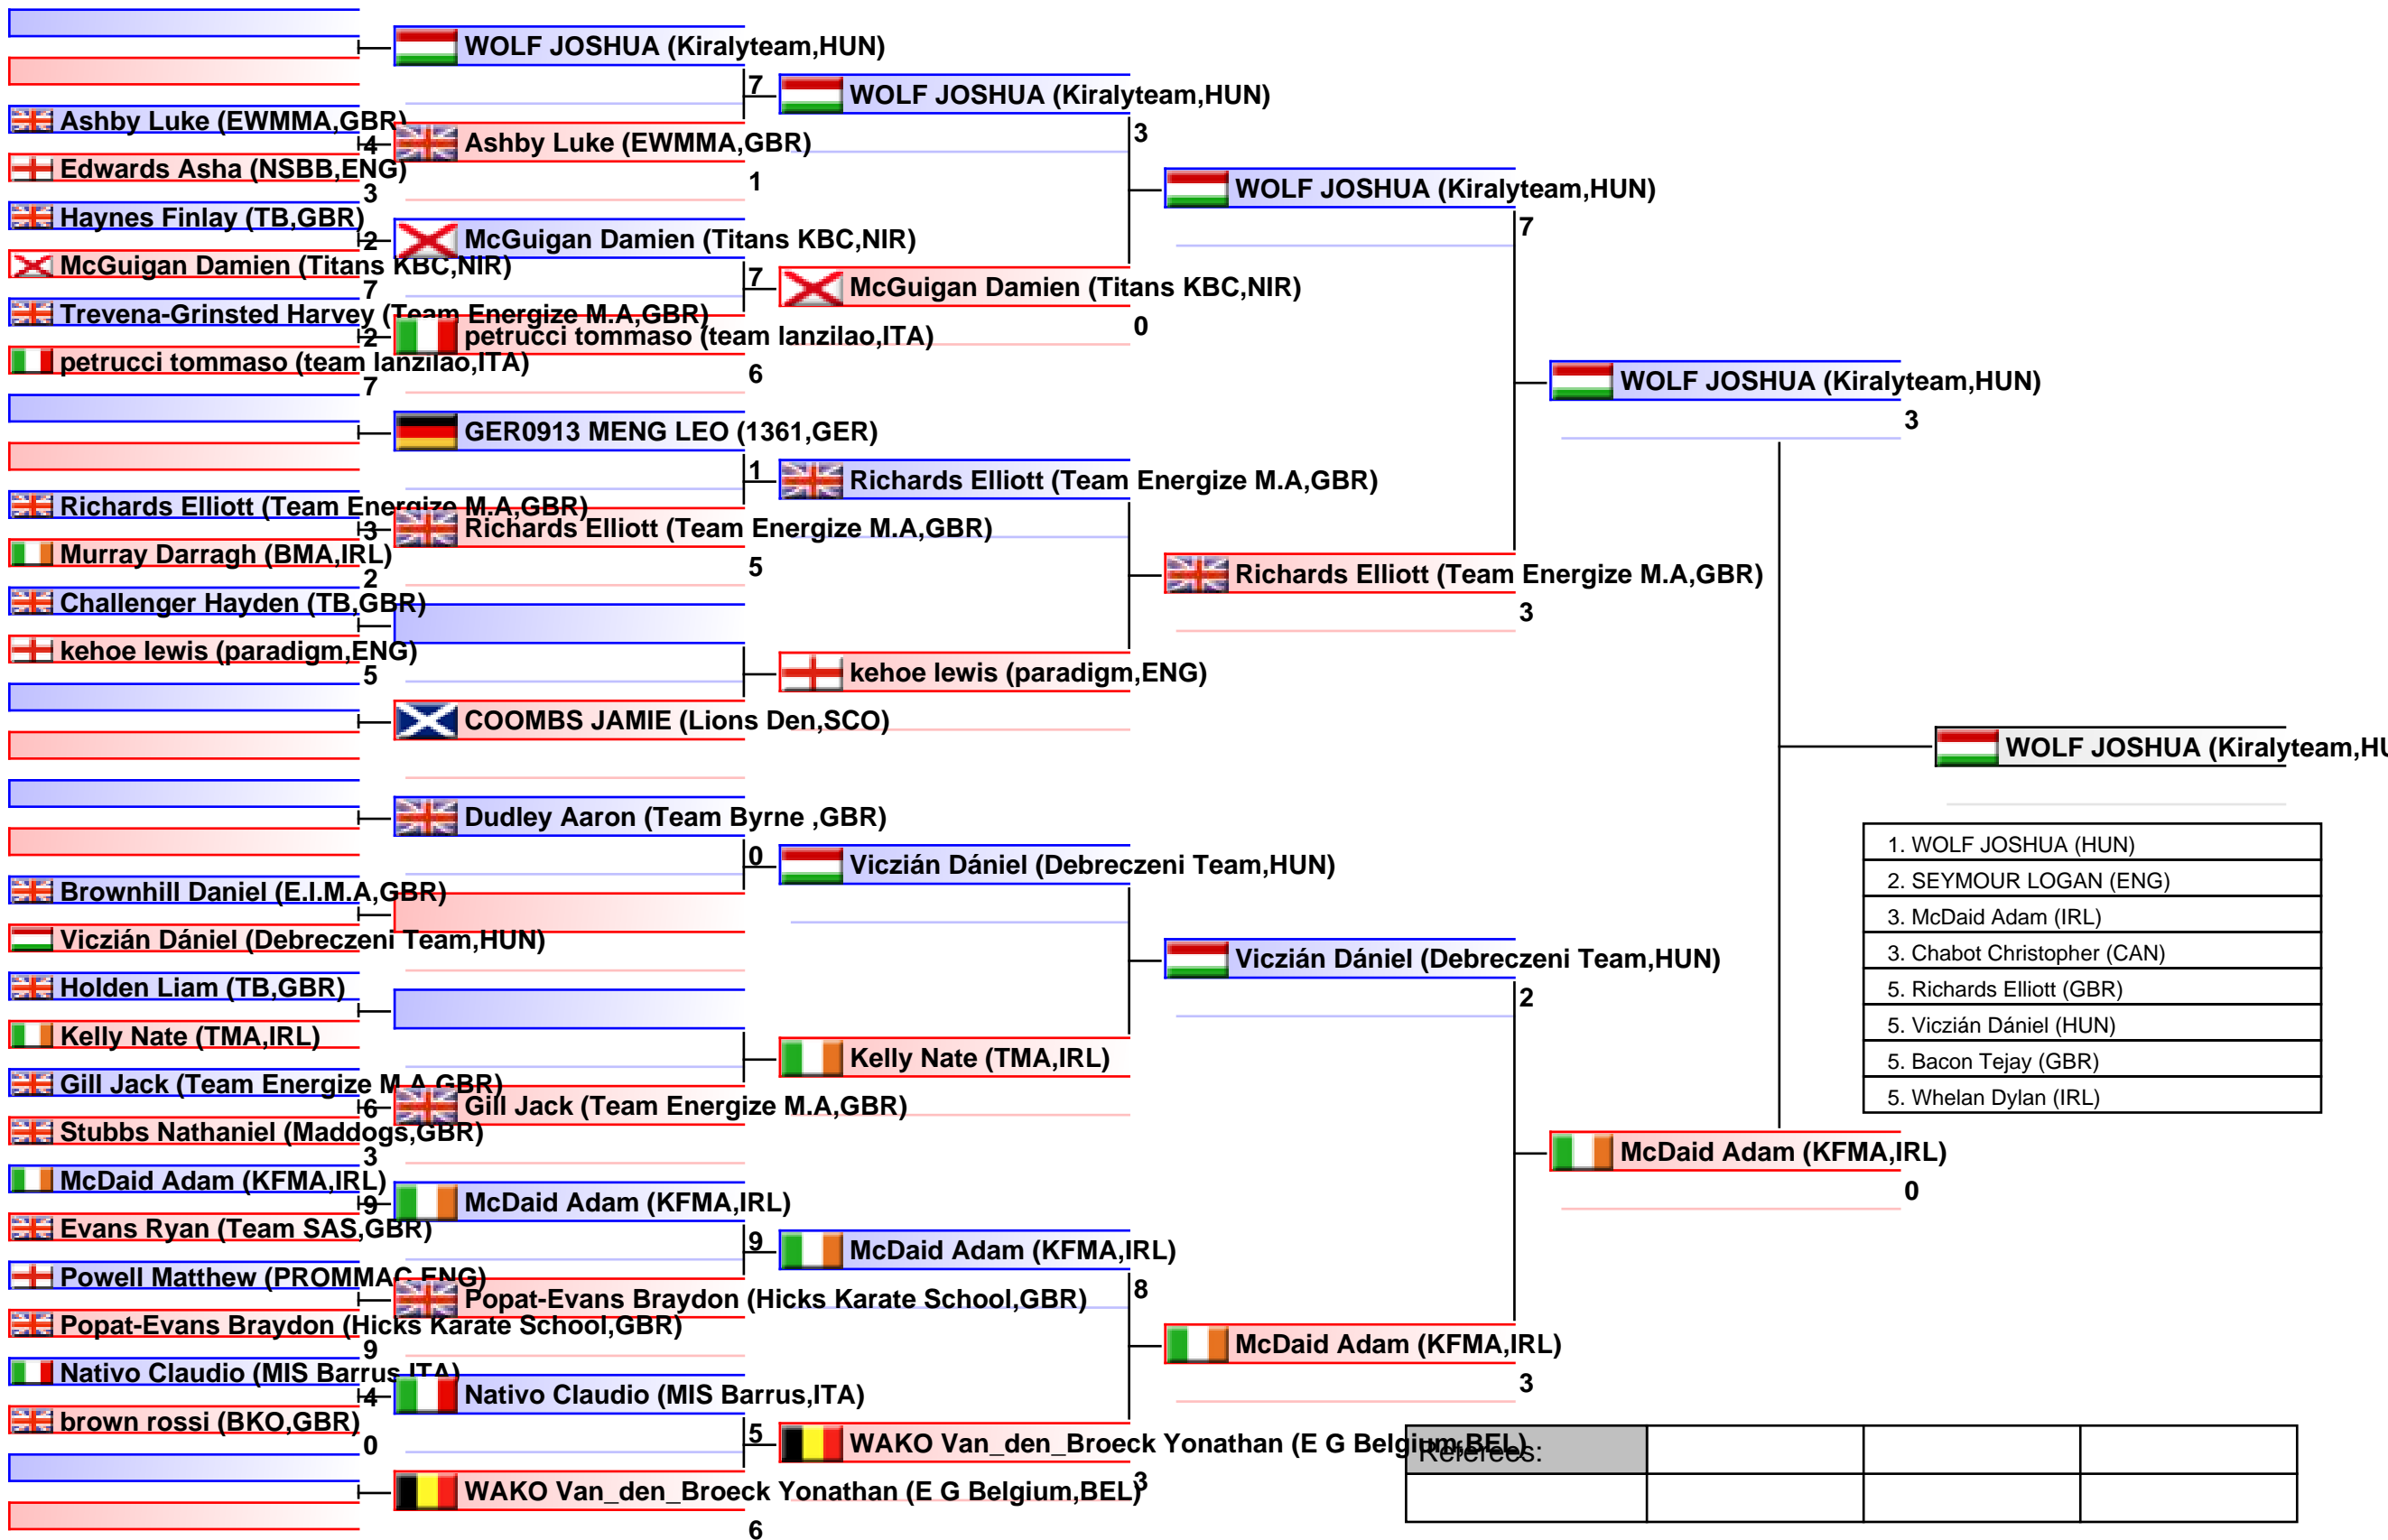 Ashby Luke (EWMMA,GBR)
4
Edwards Asha (NSBB,ENG)
3
Haynes Finlay (TB,GBR)
2
McGuigan Damien (Titans KBC,NIR)
7
Trevena-Grinsted Harvey (Team Energize M.A,GBR)
2
petrucci tommaso (team lanzilao,ITA)
7
Richards Elliott (Team Energize M.A,GBR)
3
Murray Darragh (BMA,IRL)
2
Challenger Hayden (TB,GBR)
kehoe lewis (paradigm,ENG)
5
Brownhill Daniel (E.I.M.A,GBR)
Viczián Dániel (Debreczeni Team,HUN)
Holden Liam (TB,GBR)
Kelly Nate (TMA,IRL)
Gill Jack (Team Energize M.A,GBR)
6
Stubbs Nathaniel (Maddogs,GBR)
3
McDaid Adam (KFMA,IRL)
9
Evans Ryan (Team SAS,GBR)
Powell Matthew (PROMMAC,ENG)
Popat-Evans Braydon (Hicks Karate School,GBR)
9
Nativo Claudio (MIS Barrus,ITA)
4
brown rossi (BKO,GBR)
0
WOLF JOSHUA (Kiralyteam,HUN)
7
Ashby Luke (EWMMA,GBR)
1
McGuigan Damien (Titans KBC,NIR)
7
petrucci tommaso (team lanzilao,ITA)
6
GER0913 MENG LEO (1361,GER)
1
Richards Elliott (Team Energize M.A,GBR)
5
COOMBS JAMIE (Lions Den,SCO)
Dudley Aaron (Team Byrne ,GBR)
0
Gill Jack (Team Energize M.A,GBR)
McDaid Adam (KFMA,IRL)
9
Popat-Evans Braydon (Hicks Karate School,GBR)
Nativo Claudio (MIS Barrus,ITA)
5
WAKO Van_den_Broeck Yonathan (E G Belgium,BEL)
6
WOLF JOSHUA (Kiralyteam,HUN)
3
McGuigan Damien (Titans KBC,NIR)
0
Richards Elliott (Team Energize M.A,GBR)
kehoe lewis (paradigm,ENG)
Viczián Dániel (Debreczeni Team,HUN)
Kelly Nate (TMA,IRL)
McDaid Adam (KFMA,IRL)
8
WAKO Van_den_Broeck Yonathan (E G Belgium,BEL)
3
WOLF JOSHUA (Kiralyteam,HUN)
7
Richards Elliott (Team Energize M.A,GBR)
3
Viczián Dániel (Debreczeni Team,HUN)
2
McDaid Adam (KFMA,IRL)
3
WOLF JOSHUA (Kiralyteam,HUN)
3
McDaid Adam (KFMA,IRL)
0
WOLF JOSHUA (Kiralyteam,HU
1. WOLF JOSHUA (HUN)
2. SEYMOUR LOGAN (ENG)
3. McDaid Adam (IRL)
3. Chabot Christopher (CAN)
5. Richards Elliott (GBR)
5. Viczián Dániel (HUN)
5. Bacon Tejay (GBR)
5. Whelan Dylan (IRL)
Referees: